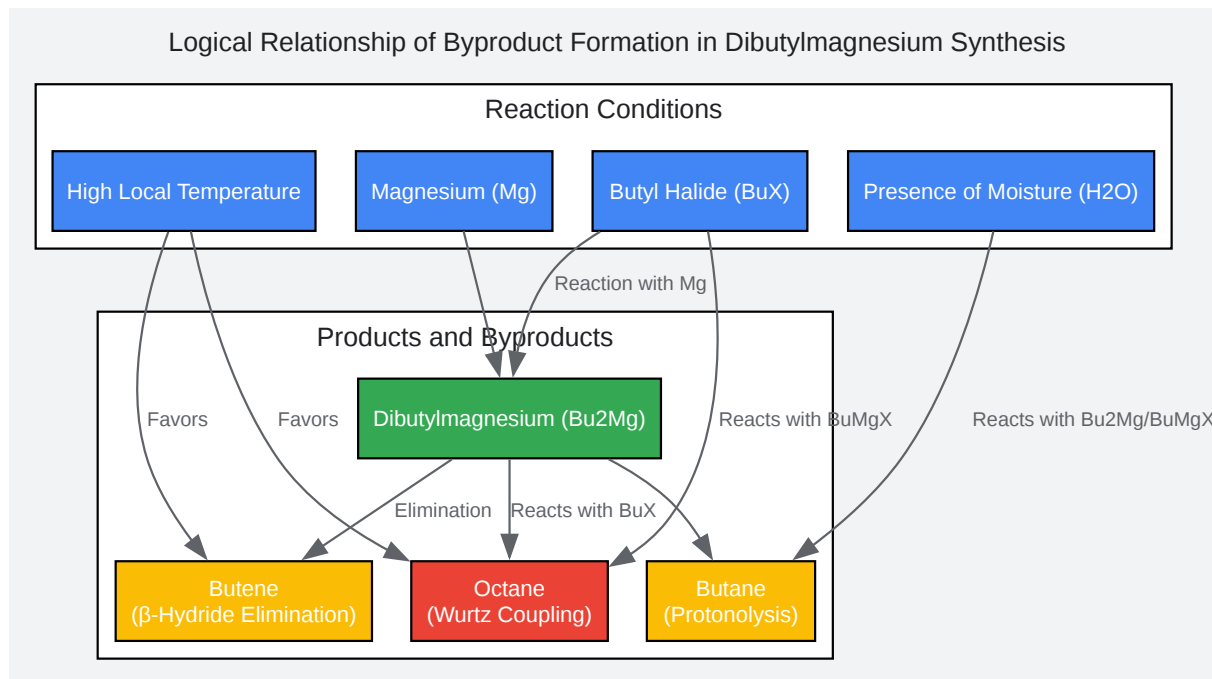 Logical Relationship of Byproduct Formation in Dibutylmagnesium Synthesis
Reaction Conditions
High Local Temperature
Magnesium (Mg)
Butyl Halide (BuX)
Presence of Moisture (H2O)
Reaction with Mg
Products and Byproducts
Dibutylmagnesium (Bu2Mg)
Favors
Favors
Reacts with BuMgX
Reacts with Bu2Mg/BuMgX
Elimination
Reacts with BuX
Butene
(β-Hydride Elimination)
Octane
(Wurtz Coupling)
Butane
(Protonolysis)